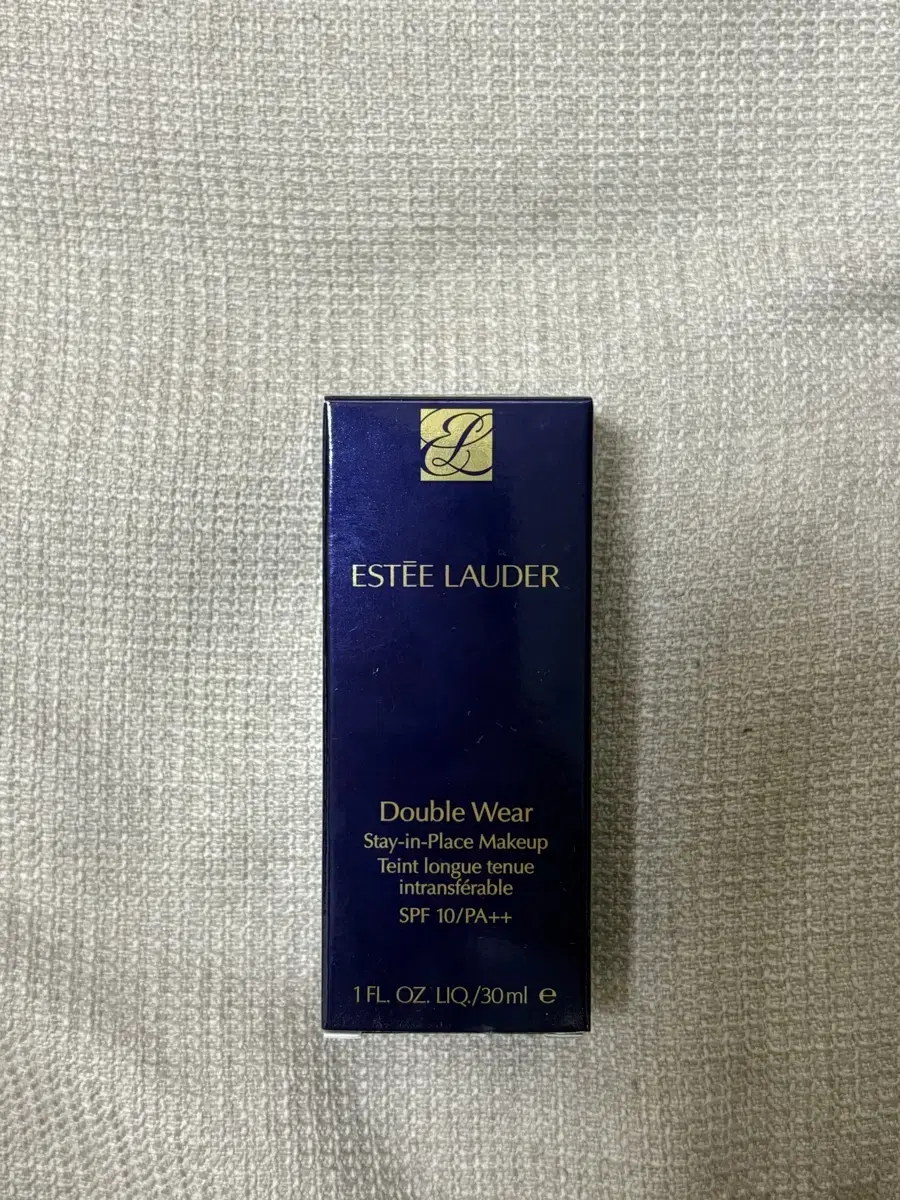 EL
ESTĒE LAUDER
Double Wear
Stay-in-Place Makeup
Teint longue tenue
intransférable
SPF 10/PA++
1 FL. OZ. LIQ./30 ml ℮